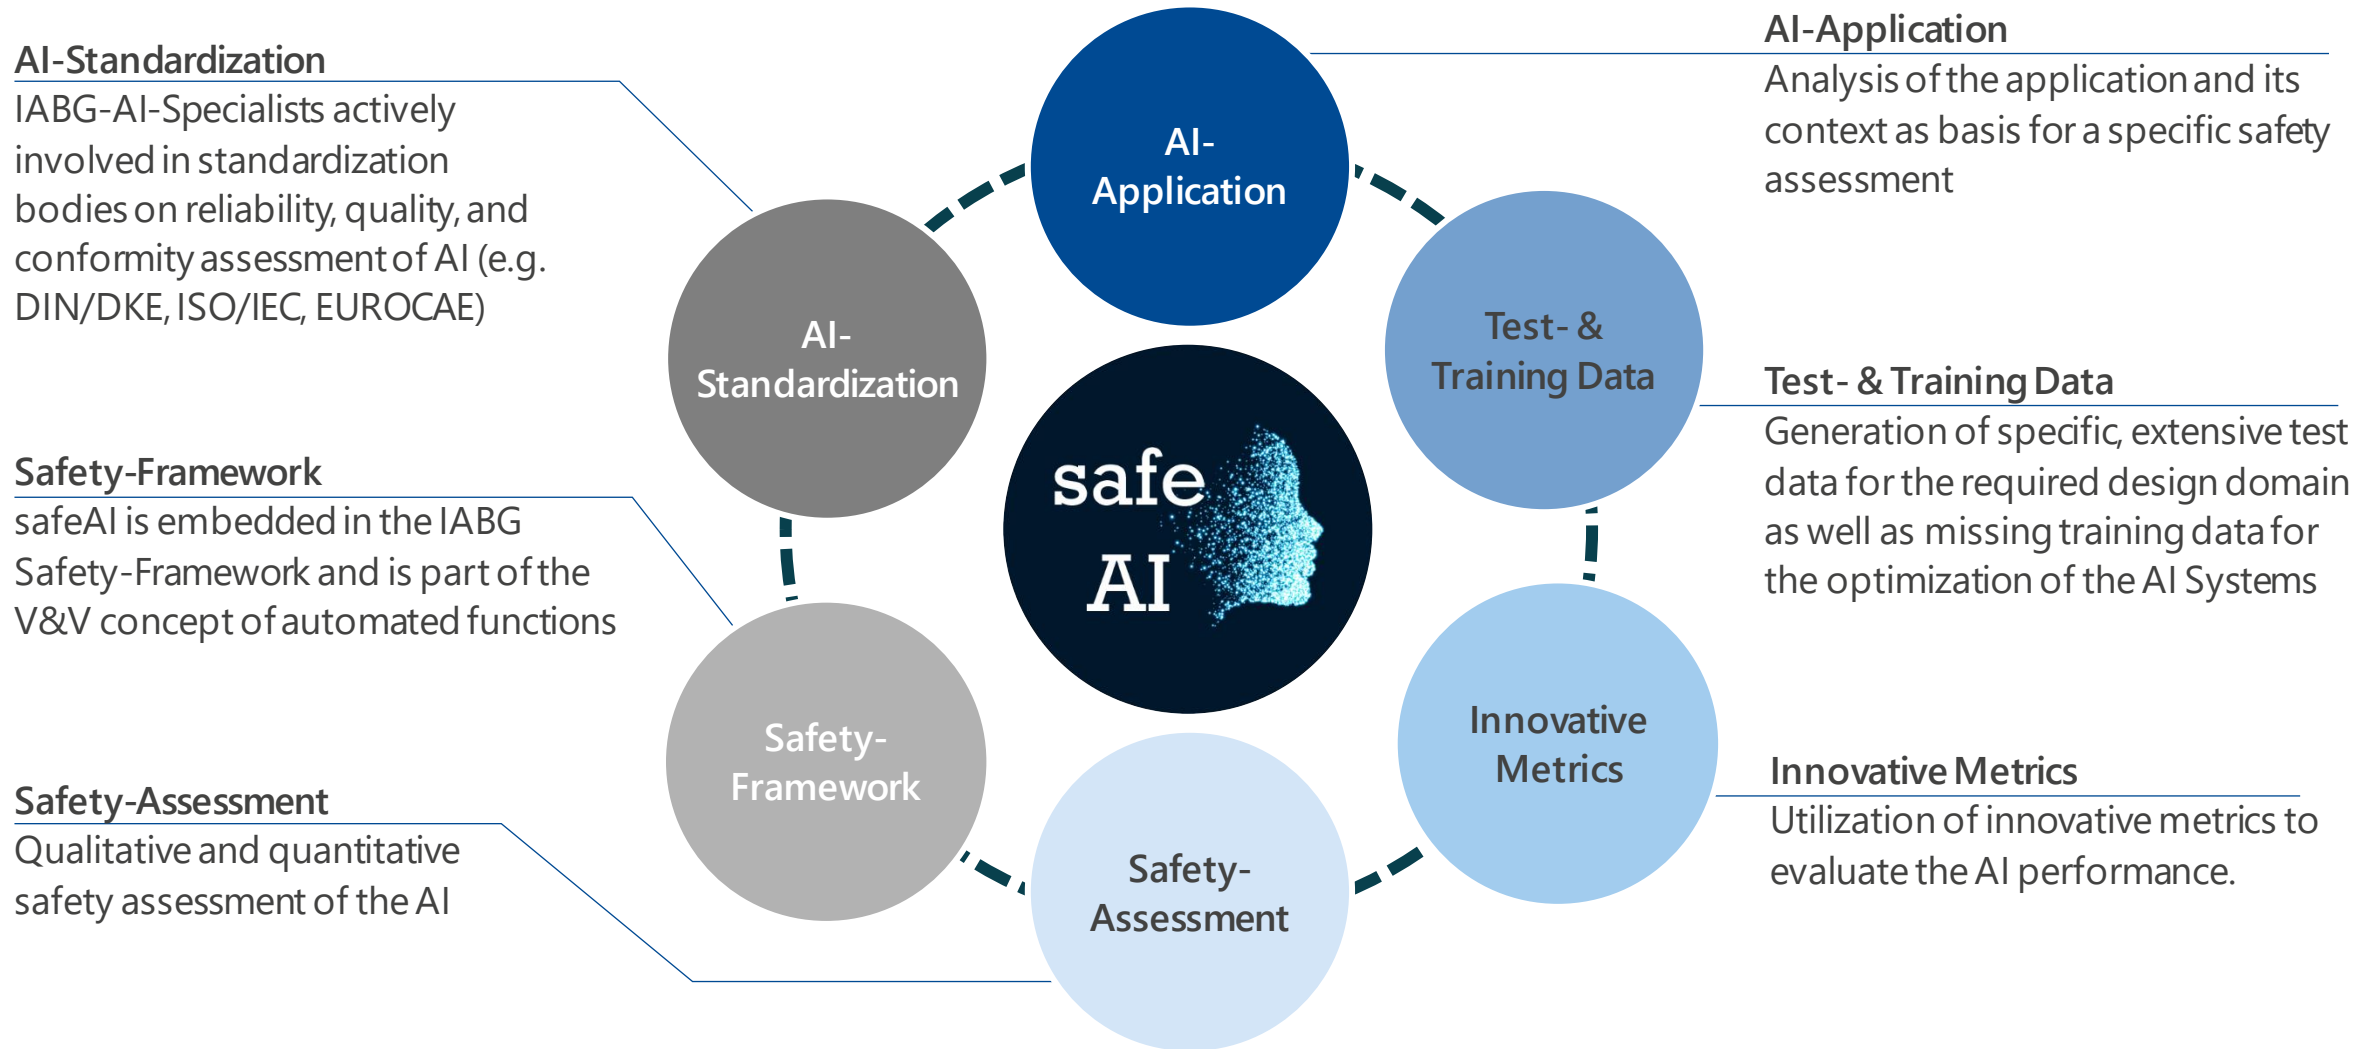 AI-Standardization
IABG-AI-Specialists actively
involved in standardization
bodies on reliability, quality, and
conformity assessment of AI (e.g.
DIN/DKE, ISO/IEC, EUROCAE)
Safety-Framework
safeAI is embedded in the IABG
Safety-Framework and is part of the
V&V concept of automated functions
Safety-Assessment
Qualitative and quantitative
safety assessment of the AI
AI-
Application
AI-
Standardization
Test- &
Training Data
safe
AI
Safety-
Framework
Innovative
Metrics
Safety-
Assessment
AI-Application
Analysis of the application and its
context as basis for a specific safety
assessment
Test- & Training Data
Generation of specific, extensive test
data for the required design domain
as well as missing training data for
the optimization of the AI Systems
Innovative Metrics
Utilization of innovative metrics to
evaluate the AI performance.